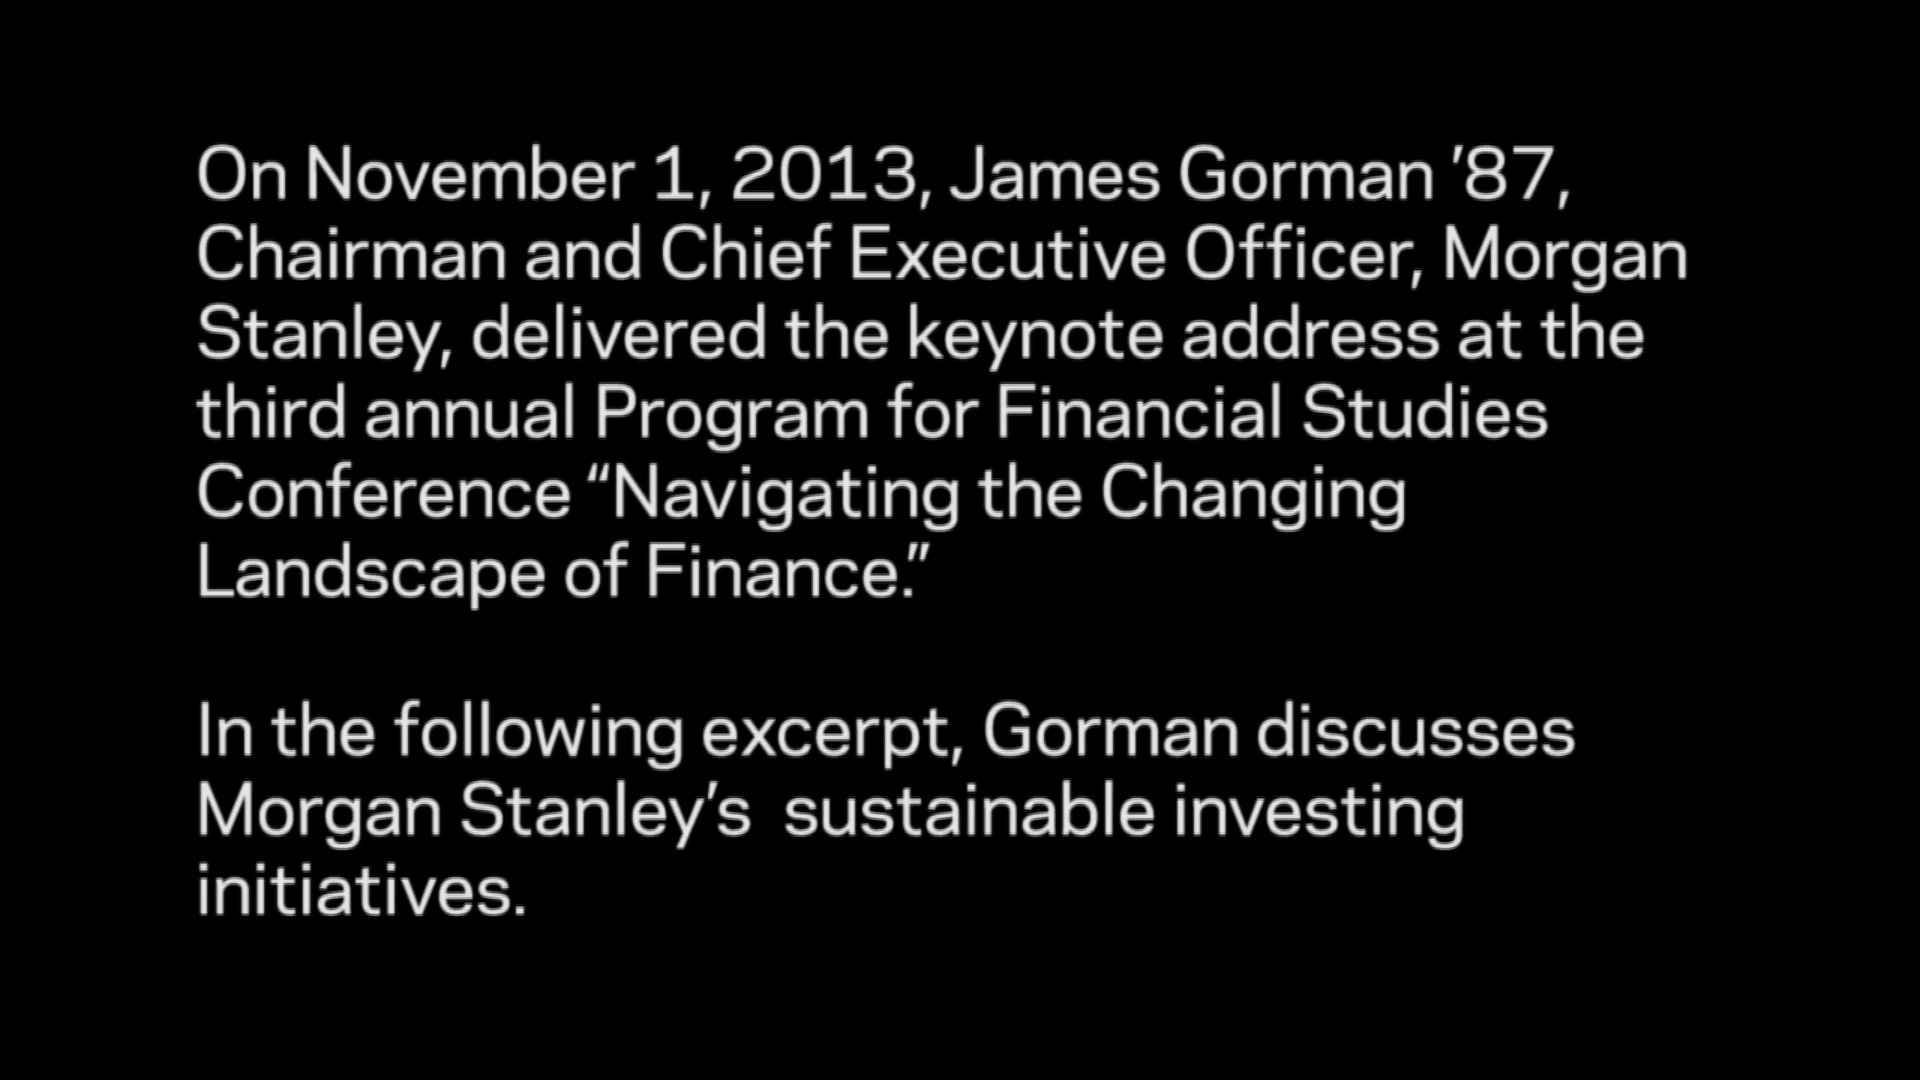 On November 1, 2013, James Gorman ’87,
Chairman and Chief Executive Officer, Morgan
Stanley, delivered the keynote address at the
third annual Program for Financial Studies
Conference “Navigating the Changing
Landscape of Finance.”
In the following excerpt, Gorman discusses
Morgan Stanley’s  sustainable investing
initiatives.